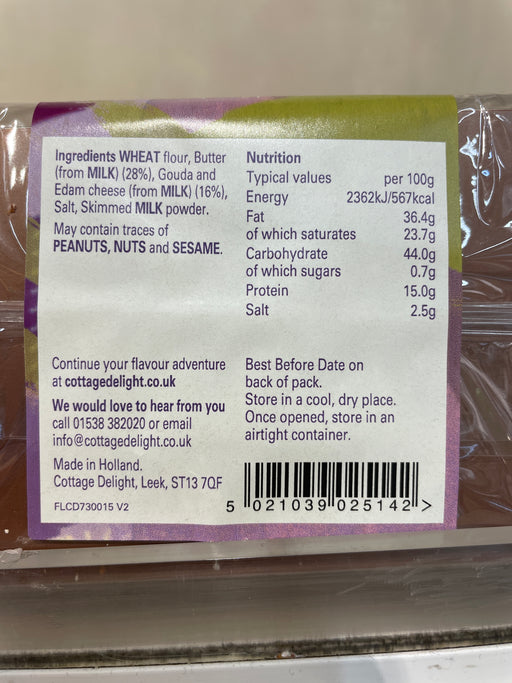 Ingredients WHEAT flour, Butter
(from MILK) (28%), Gouda and
Edam cheese (from MILK) (16%),
Salt, Skimmed MILK powder.
May contain traces of
PEANUTS, NUTS and SESAME.
Nutrition
Typical values per 100g
Energy 2362kJ/567kcal
Fat 36.4g
of which saturates 23.7g
Carbohydrate 44.0g
of which sugars 0.7g
Protein 15.0g
Salt 2.5g
Continue your flavour adventure
at cottagedelight.co.uk
We would love to hear from you
call 01538 382020 or email
info@cottagedelight.co.uk
Made in Holland.
Cottage Delight, Leek, ST13 7QF
FLCD730015 V2
Best Before Date on
back of pack.
Store in a cool, dry place.
Once opened, store in an
airtight container.
5 021039 025142 >